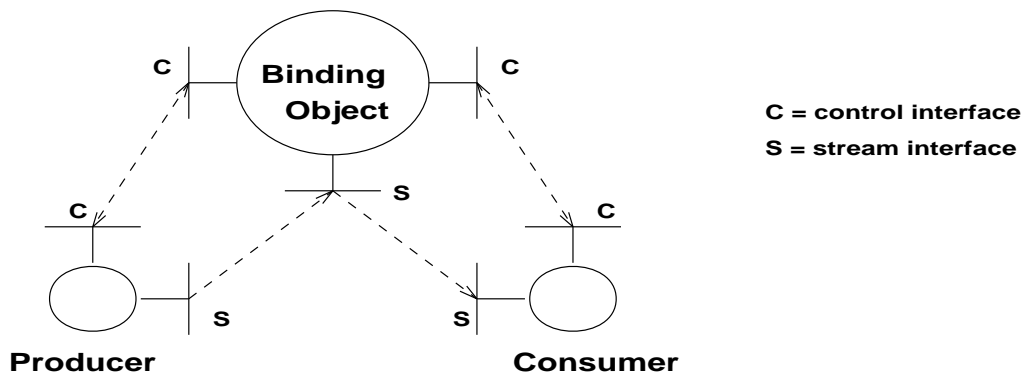 C
Binding
Object
C
C = control interface
S = stream interface
S
C
C
S
S
Producer
Consumer